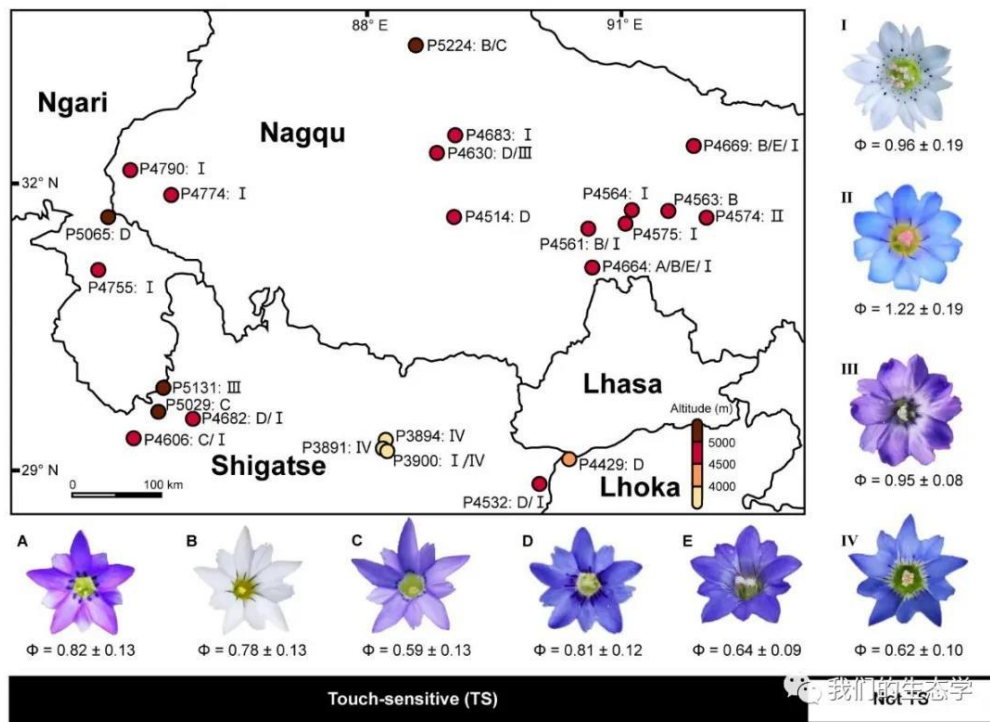 88° E
91° E
P5224: B/C
Ngari
Nagqu
P4683: I
P4630: D/III
P4669: B/E/ I
P4790: I
32° N
P4774: I
P4564: I
P4563: B
P5065: D
P4514: D
P4574: II
P4561: B/ I
P4575: I
P4664: A/B/E/ I
P4755: I
P5131: III
P5029: C
P4682: D/ I
P4606: C/ I
Shigatse
P3894: IV
P3891: IV
P3900: I /IV
Lhasa
Altitude (m)
5000
4500
4000
P4429: D
P4532: D/ I
Lhoka
29° N
0 100 km
I
Φ = 0.96 ± 0.19
II
Φ = 1.22 ± 0.19
III
Φ = 0.95 ± 0.08
IV
Φ = 0.62 ± 0.10
A
Φ = 0.82 ± 0.13
B
Φ = 0.78 ± 0.13
C
Φ = 0.59 ± 0.13
D
Φ = 0.81 ± 0.12
E
Φ = 0.64 ± 0.09
Touch-sensitive (TS)
Not TS
我们的生态学